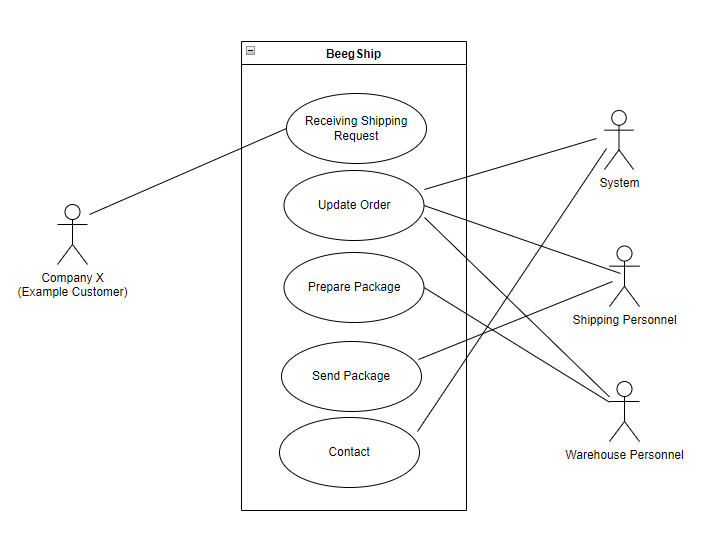 BeegShip
Receiving Shipping
Request
System
Update Order
Company X
(Example Customer)
Prepare Package
Shipping Personnel
Send Package
Contact
Warehouse Personnel